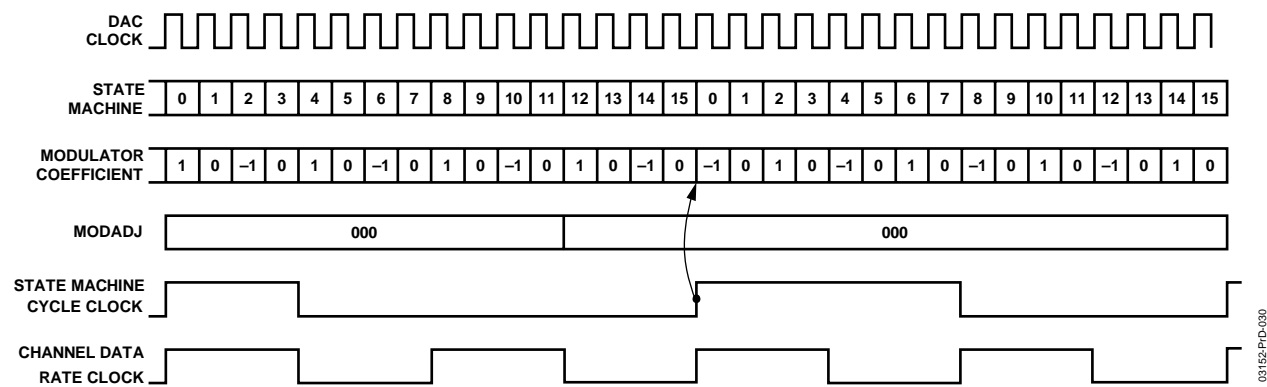 DAC
CLOCK
STATE
MACHINE
0 1 2 3 4 5 6 7 8 9 10 11 12 13 14 15 0 1 2 3 4 5 6 7 8 9 10 11 12 13 14 15
MODULATOR
COEFFICIENT
1 0 –1 0 1 0 –1 0 1 0 –1 0 1 0 –1 0 –1 0 1 0 –1 0 1 0 –1 0 1 0 –1 0 1 0
MODADJ
000 000
STATE MACHINE
CYCLE CLOCK
CHANNEL DATA
RATE CLOCK
03152-PrD-030